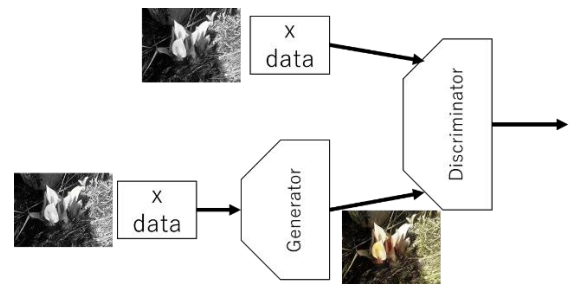 x
data
Discriminator
x
data
Generator